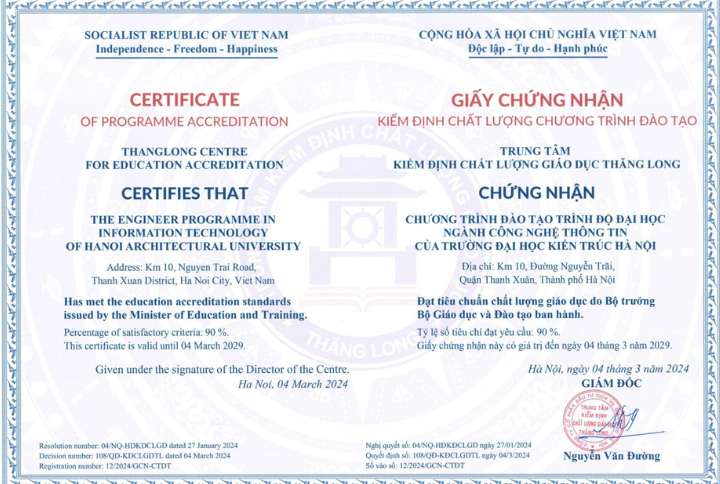 SOCIALIST REPUBLIC OF VIET NAM
Independence - Freedom - Happiness
CERTIFICATE
OF PROGRAMME ACCREDITATION
THANGLONG CENTRE
FOR EDUCATION ACCREDITATION
CERTIFIES THAT
THE ENGINEER PROGRAMME IN
INFORMATION TECHNOLOGY
OF HANOI ARCHITECTURAL UNIVERSITY
Address: Km 10, Nguyen Trai Road,
Thanh Xuan District, Ha Noi City, Viet Nam
Has met the education accreditation standards
issued by the Minister of Education and Training.
Percentage of satisfactory criteria: 90 %.
This certificate is valid until 04 March 2029.
Given under the signature of the Director of the Centre.
Ha Noi, 04 March 2024
Resolution number: 04/NQ-HDKDCLGD dated 27 January 2024
Decision number: 108/QD-KDCLGDTL dated 04 March 2024
Registration number: 12/2024/GCN-CTDT
CỘNG HÒA XÃ HỘI CHỦ NGHĨA VIỆT NAM
Độc lập - Tự do - Hạnh phúc
GIẤY CHỨNG NHẬN
KIỂM ĐỊNH CHẤT LƯỢNG CHƯƠNG TRÌNH ĐÀO TẠO
TRUNG TÂM
KIỂM ĐỊNH CHẤT LƯỢNG GIÁO DỤC THĂNG LONG
CHỨNG NHẬN
CHƯƠNG TRÌNH ĐÀO TẠO TRÌNH ĐỘ ĐẠI HỌC
NGÀNH CÔNG NGHỆ THÔNG TIN
CỦA TRƯỜNG ĐẠI HỌC KIẾN TRÚC HÀ NỘI
Địa chỉ: Km 10, Đường Nguyễn Trãi,
Quận Thanh Xuân, Thành phố Hà Nội
Đạt tiêu chuẩn chất lượng giáo dục do Bộ trưởng
Bộ Giáo dục và Đào tạo ban hành.
Tỷ lệ số tiêu chí đạt yêu cầu: 90 %.
Giấy chứng nhận này có giá trị đến ngày 04 tháng 3 năm 2029.
Hà Nội, ngày 04 tháng 3 năm 2024
GIÁM ĐỐC
TRUNG TÂM
KIỂM ĐỊNH
CHẤT LƯỢNG GIÁO DỤC
THĂNG LONG
Nguyễn Văn Đường
Nghị quyết số: 04/NQ-HĐKĐCLGD ngày 27/01/2024
Quyết định số: 108/QĐ-KĐCLGDTL ngày 04/3/2024
Số vào sổ: 12/2024/GCN-CTĐT